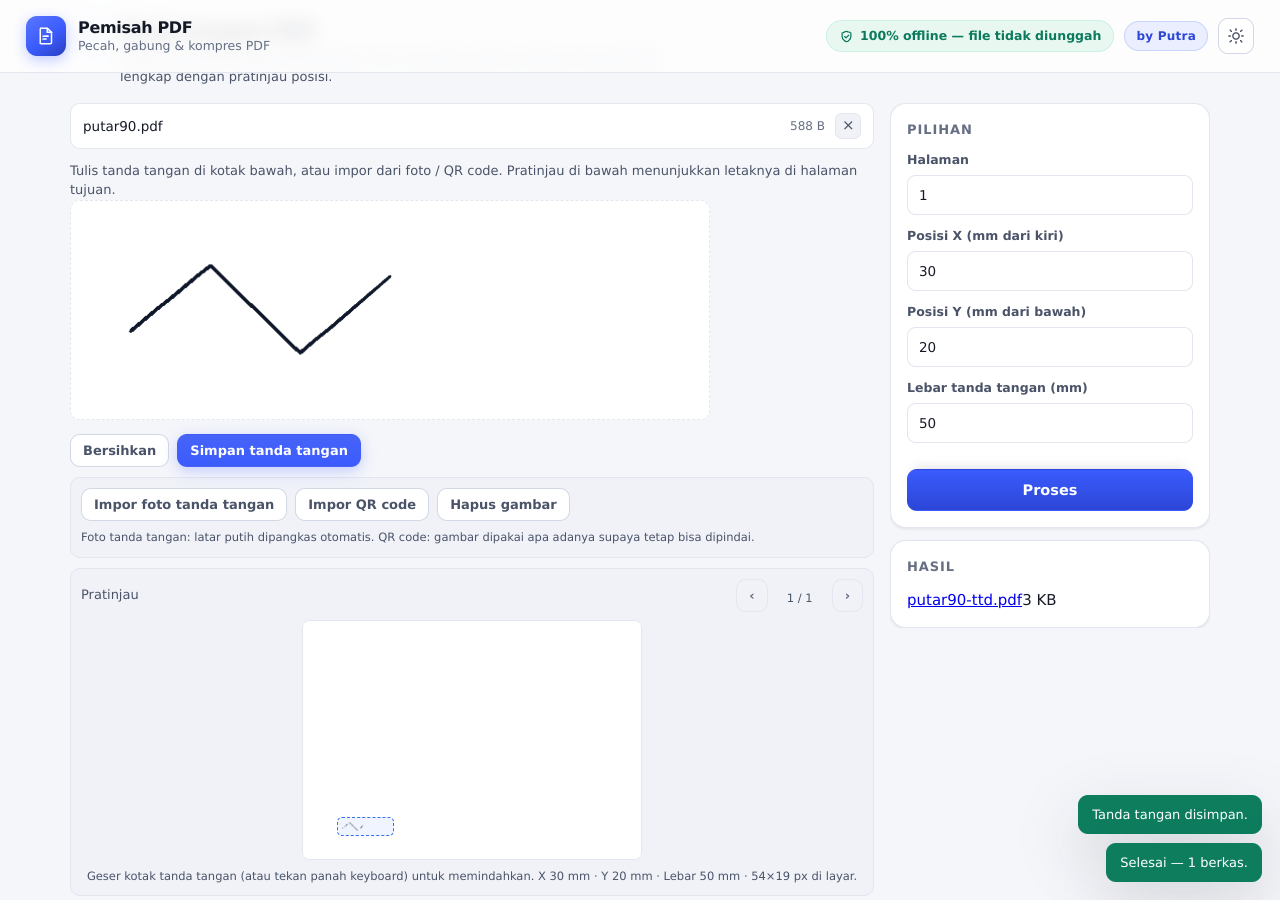 Pemisah PDF
Pecah, gabung & kompres PDF
100% offline — file tidak diunggah
by Putra
lengkap dengan pratinjau posisi.
putar90.pdf
588 B
Tulis tanda tangan di kotak bawah, atau impor dari foto / QR code. Pratinjau di bawah menunjukkan letaknya di halaman
tujuan.
Bersihkan
Simpan tanda tangan
Impor foto tanda tangan
Impor QR code
Hapus gambar
Foto tanda tangan: latar putih dipangkas otomatis. QR code: gambar dipakai apa adanya supaya tetap bisa dipindai.
Pratinjau
‹
1 / 1
›
Geser kotak tanda tangan (atau tekan panah keyboard) untuk memindahkan. X 30 mm · Y 20 mm · Lebar 50 mm · 54×19 px di layar.
PILIHAN
Halaman
1
Posisi X (mm dari kiri)
30
Posisi Y (mm dari bawah)
20
Lebar tanda tangan (mm)
50
Proses
HASIL
putar90-ttd.pdf3 KB
Tanda tangan disimpan.
Selesai — 1 berkas.